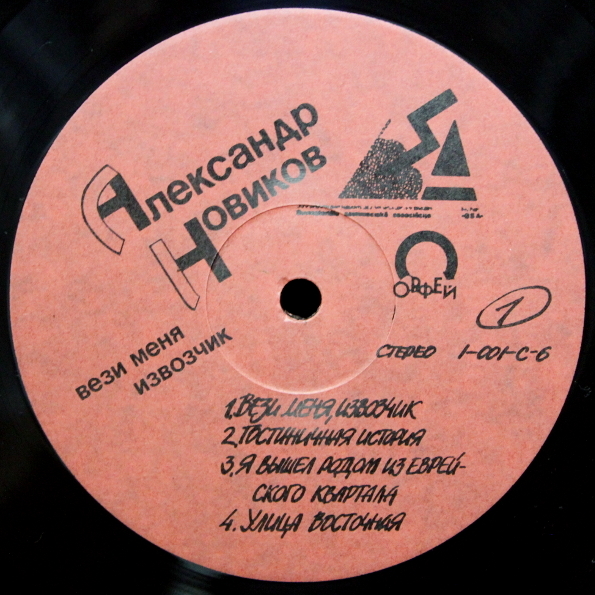 Александр
Новиков
вези меня
извозчик
ОРФЕЙ
1
СТЕРЕО 1-001-С-6
1. ВЕЗИ МЕНЯ, ИЗВОЗЧИК
2. ГОСТИНИЧНАЯ ИСТОРИЯ
3. Я ВЫШЕЛ РОДОМ ИЗ ЕВРЕЙ-
СКОГО КВАРТАЛА
4. УЛИЦА ВОСТОЧНАЯ